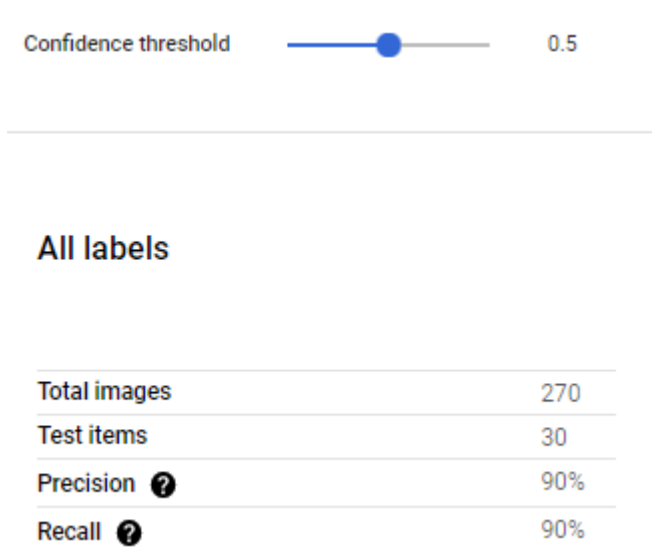 Confidence threshold 0.5
All labels
Total images 270
Test items 30
Precision ? 90%
Recall ? 90%